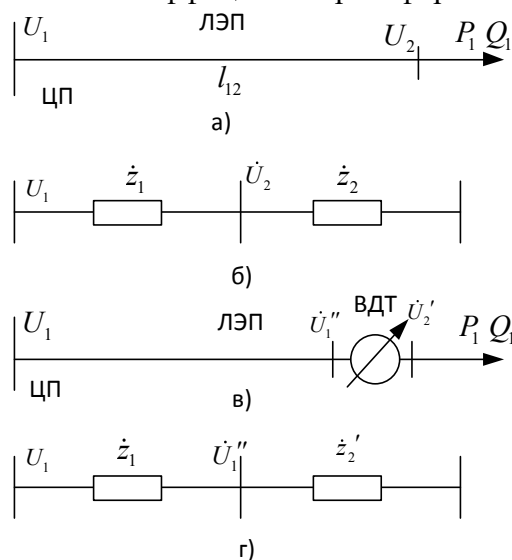 U₁ ЛЭП U₂ P₁ Q₁
l₁₂
ЦП
а)
U₁ ż₁ U̇₂ ż₂
б)
U₁ ЛЭП U̇₁″ ВДТ U̇₂′ P₁ Q₁
ЦП
в)
U₁ ż₁ U̇₁″ ż₂′
г)